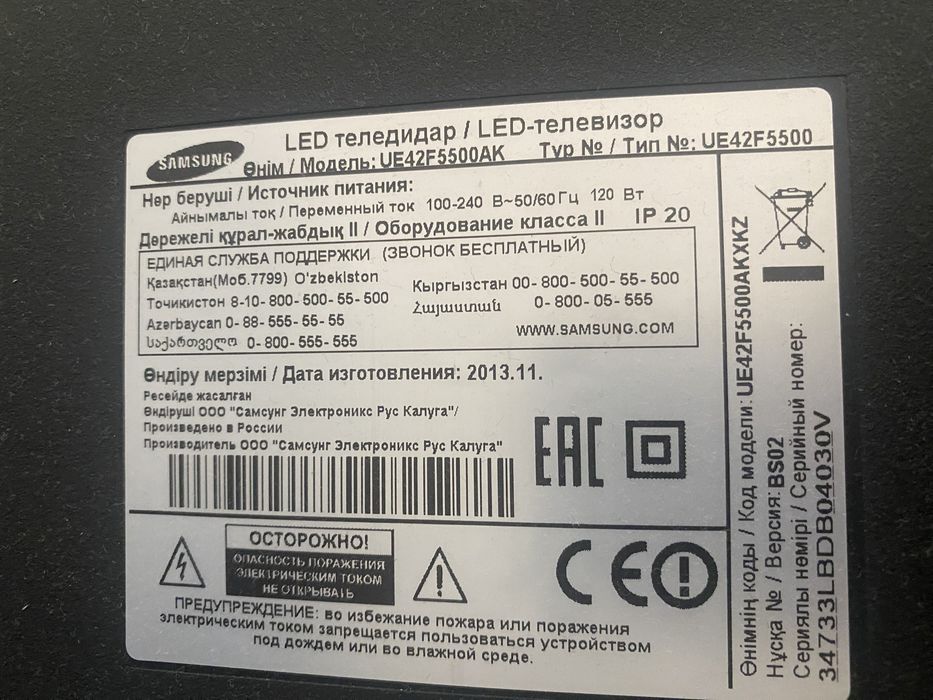 SAMSUNG
LED теледидар / LED-телевизор
Өнім / Модель: UE42F5500AK Түр № / Тип №: UE42F5500
Нәр беруші / Источник питания:
Айнымалы ток / Переменный ток 100-240 В~50/60 Гц 120 Вт
Дәрежелі құрал-жабдық II / Оборудование класса II IP 20
ЕДИНАЯ СЛУЖБА ПОДДЕРЖКИ (ЗВОНОК БЕСПЛАТНЫЙ)
Қазақстан(Моб.7799) O'zbekiston
Кыргызстан 00-800-500-55-500
Точикистон 8-10-800-500-55-500
Հայաստան 0-800-05-555
Azərbaycan 0-88-555-55-55
WWW.SAMSUNG.COM
საქართველო 0-800-555-555
Өндіру мерзімі / Дата изготовления: 2013.11.
Ресейде жасалған
Өндіруші ООО "Самсунг Электроникс Рус Калуга"/
Произведено в России
Производитель ООО "Самсунг Электроникс Рус Калуга"
EAC
ОСТОРОЖНО!
ОПАСНОСТЬ ПОРАЖЕНИЯ
ЭЛЕКТРИЧЕСКИМ ТОКОМ
НЕ ОТКРЫВАТЬ
CE
ПРЕДУПРЕЖДЕНИЕ: во избежание пожара или поражения
электрическим током запрещается пользоваться устройством
под дождем или во влажной среде.
Өнімнің коды / Код модели: UE42F5500AKXKZ
Нұсқа № / Версия: BS02
Сериялы нөмірі / Серийный номер:
34733LBDB04030V